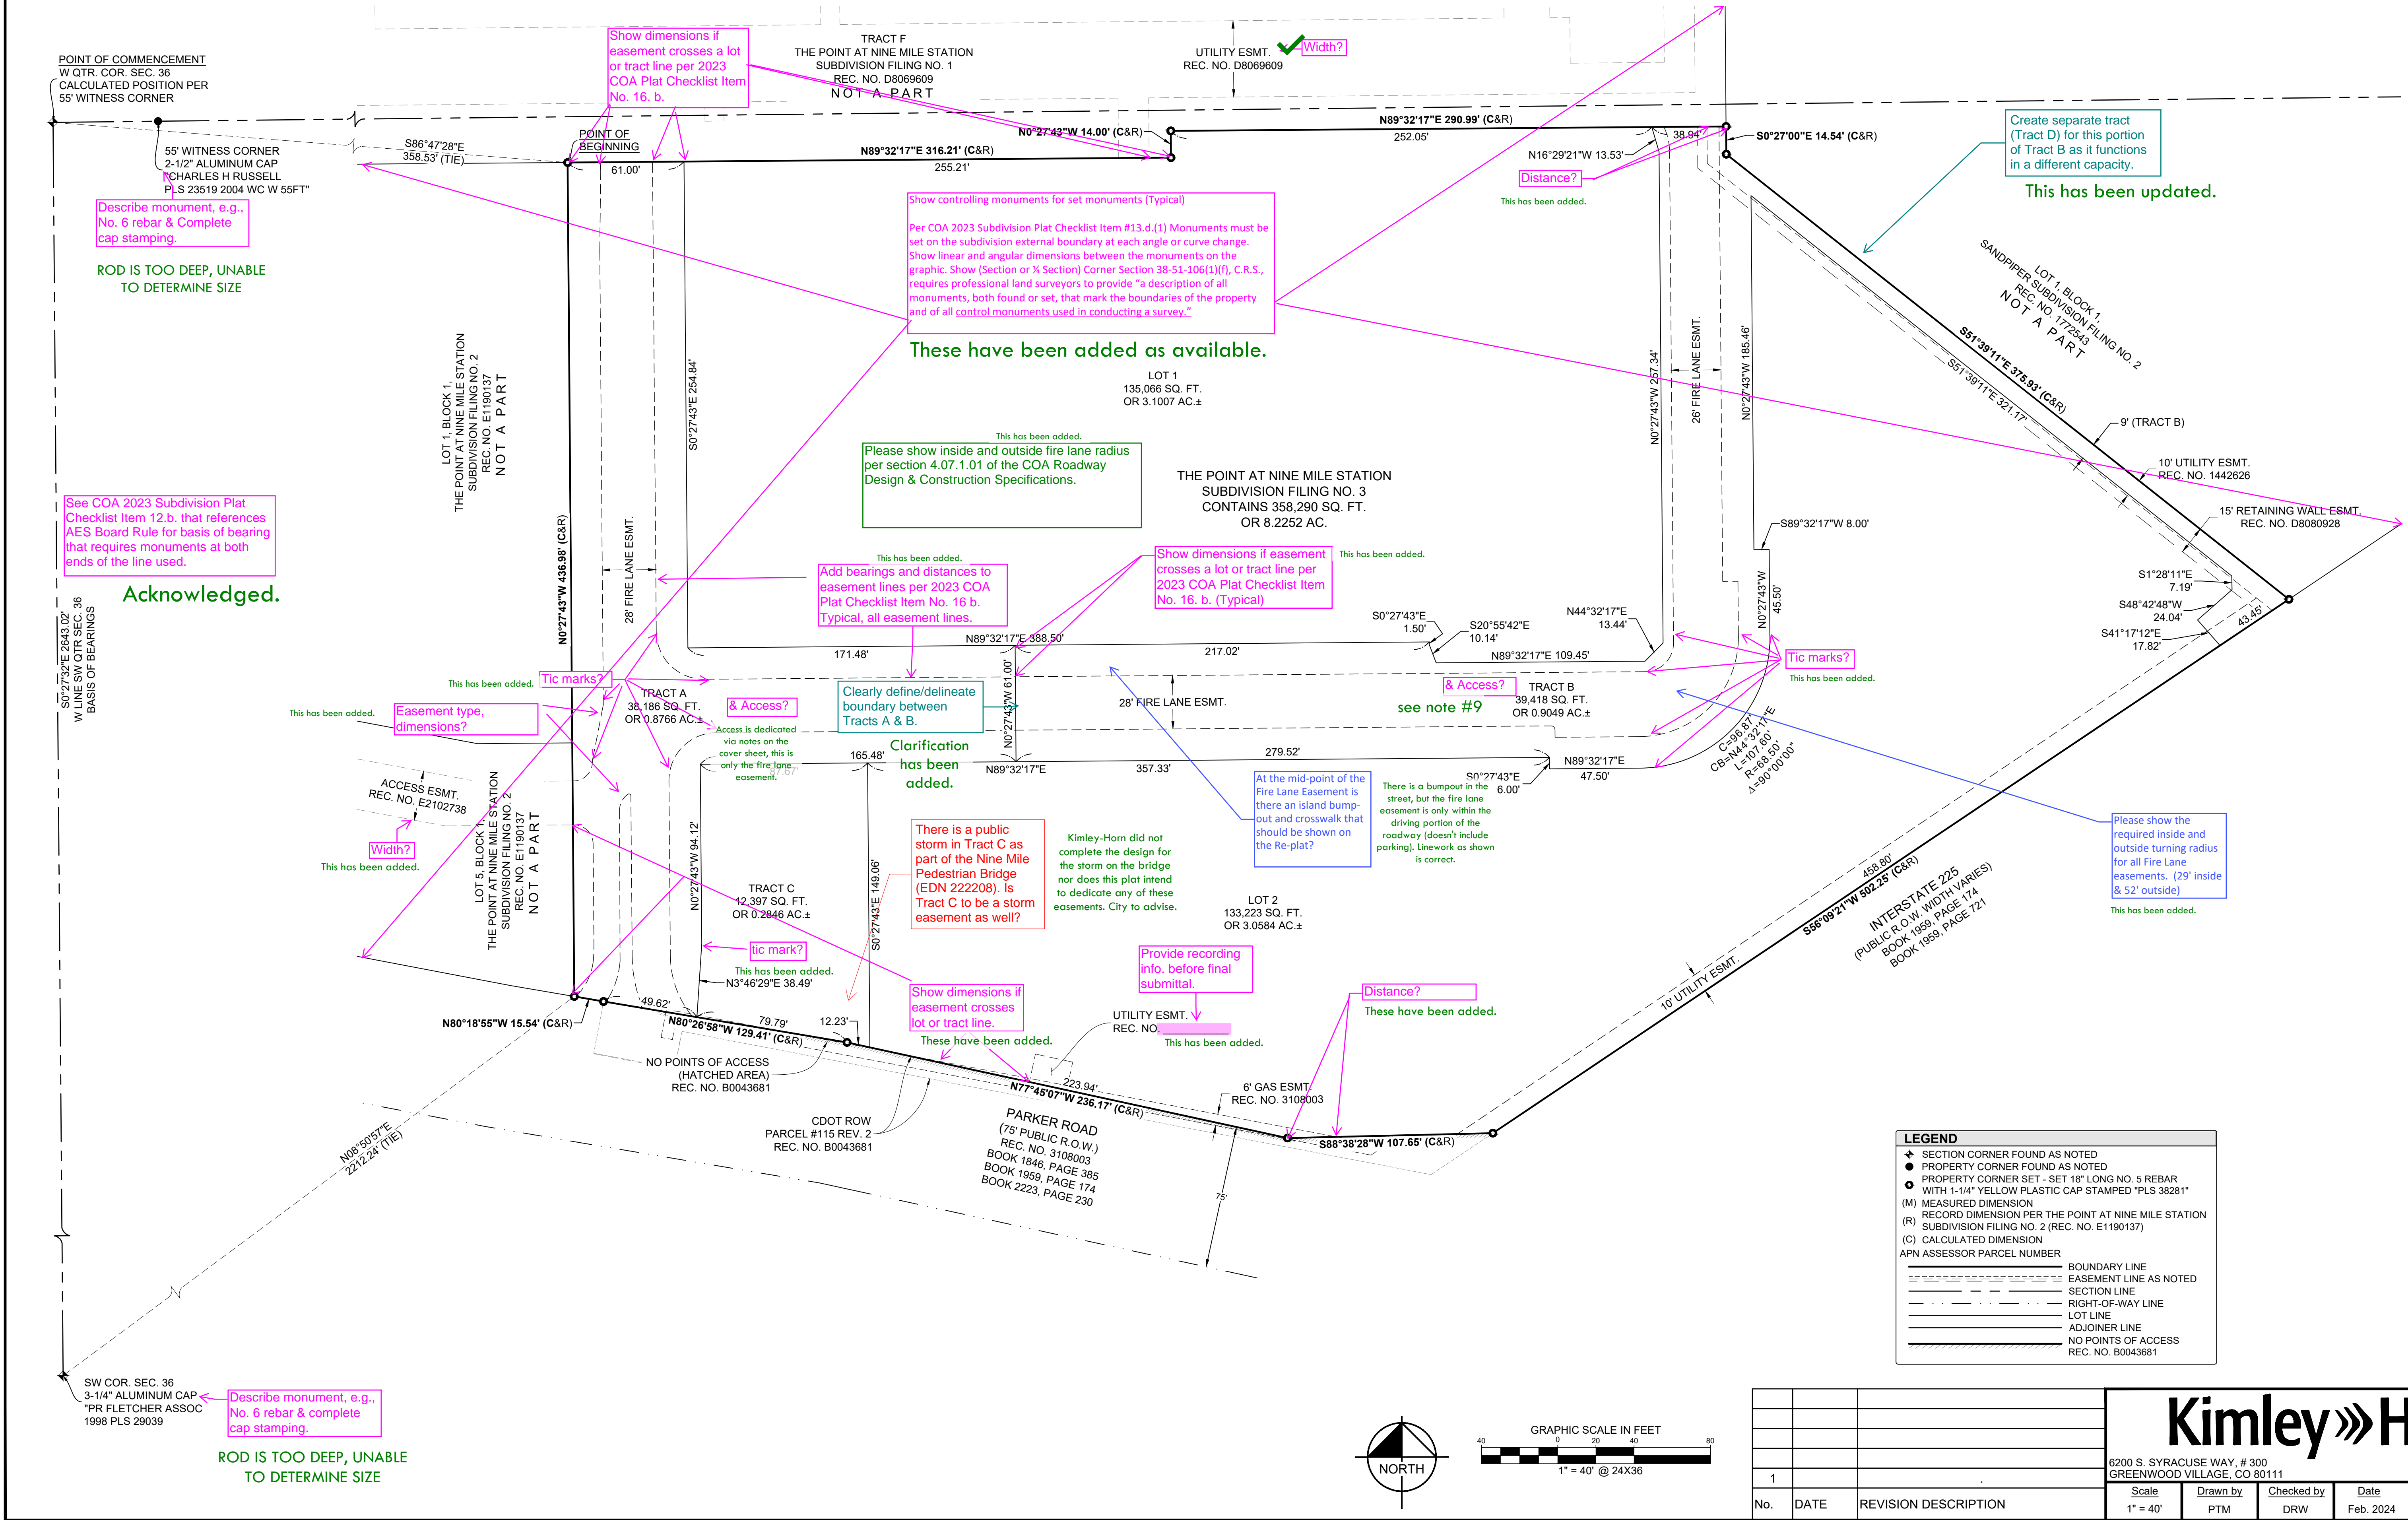 TRACT F
THE POINT AT NINE MILE STATION
SUBDIVISION FILING NO. 1
REC. NO. D8069609
NOT A PART
UTILITY ESMT.
REC. NO. D8069609
Width?
Show dimensions if
easement crosses a lot
or tract line per 2023
COA Plat Checklist Item
No. 16. b.
POINT OF COMMENCEMENT
W QTR. COR. SEC. 36
CALCULATED POSITION PER
55' WITNESS CORNER
55' WITNESS CORNER
2-1/2" ALUMINUM CAP
"CHARLES H RUSSELL
PLS 23519 2004 WC W 55FT"
Describe monument, e.g.,
No. 6 rebar & Complete
cap stamping.
ROD IS TOO DEEP, UNABLE
TO DETERMINE SIZE
S86°47'28"E
358.53' (TIE)
POINT OF
BEGINNING
61.00'
N89°32'17"E 316.21' (C&R)
255.21'
N0°27'43"W 14.00' (C&R)
N89°32'17"E 290.99' (C&R)
252.05'
38.94'
S0°27'00"E 14.54' (C&R)
N16°29'21"W 13.53'
Distance?
This has been added.
Create separate tract
(Tract D) for this portion
of Tract B as it functions
in a different capacity.
This has been updated.
Show controlling monuments for set monuments (Typical)
Per COA 2023 Subdivision Plat Checklist Item #13.d.(1) Monuments must be
set on the subdivision external boundary at each angle or curve change.
Show linear and angular dimensions between the monuments on the
graphic. Show (Section or ¼ Section) Corner Section 38-51-106(1)(f), C.R.S.,
requires professional land surveyors to provide “a description of all
monuments, both found or set, that mark the boundaries of the property
and of all control monuments used in conducting a survey.”
These have been added as available.
LOT 1
135,066 SQ. FT.
OR 3.1007 AC.±
LOT 1, BLOCK 1,
SANDPIPER SUBDIVISION FILING NO. 2
REC. NO. 1772543
NOT A PART
S51°39'11"E 375.93' (C&R)
S51°39'11"E 321.17'
9' (TRACT B)
10' UTILITY ESMT.
REC. NO. 1442626
15' RETAINING WALL ESMT.
REC. NO. D8080928
LOT 1, BLOCK 1,
THE POINT AT NINE MILE STATION
SUBDIVISION FILING NO. 2
REC. NO. E1190137
NOT A PART
S0°27'43"E 254.84'
N0°27'43"W 257.34'
26' FIRE LANE ESMT.
N0°27'43"W 185.46'
This has been added.
Please show inside and outside fire lane radius
per section 4.07.1.01 of the COA Roadway
Design & Construction Specifications.
THE POINT AT NINE MILE STATION
SUBDIVISION FILING NO. 3
CONTAINS 358,290 SQ. FT.
OR 8.2252 AC.
See COA 2023 Subdivision Plat
Checklist Item 12.b. that references
AES Board Rule for basis of bearing
that requires monuments at both
ends of the line used.
Acknowledged.
S0°27'32"E 2643.02'
W LINE SW QTR SEC. 36
BASIS OF BEARINGS
N0°27'43"W 436.98' (C&R)
28' FIRE LANE ESMT.
This has been added.
Add bearings and distances to
easement lines per 2023 COA
Plat Checklist Item No. 16 b.
Typical, all easement lines.
Show dimensions if easement
crosses a lot or tract line per
2023 COA Plat Checklist Item
No. 16. b. (Typical)
This has been added.
S89°32'17"W 8.00'
N0°27'43"W
45.50'
S1°28'11"E
7.19'
S48°42'48"W
24.04'
S41°17'12"E
17.82'
43.45'
N89°32'17"E 388.50'
171.48'
217.02'
S0°27'43"E
1.50'
S20°55'42"E
10.14'
N44°32'17"E
13.44'
N89°32'17"E 109.45'
Tic marks?
This has been added.
This has been added.
Tic marks?
TRACT A
38,186 SQ. FT.
OR 0.8766 AC.±
This has been added.
Easement type,
dimensions?
& Access?
Access is dedicated
via notes on the
cover sheet, this is
only the fire lane
easement.
87.67'
Clearly define/delineate
boundary between
Tracts A & B.
Clarification
has been
added.
N0°27'43"W 61.00'
28' FIRE LANE ESMT.
& Access?
see note #9
TRACT B
39,418 SQ. FT.
OR 0.9049 AC.±
C=96.87'
CB=N44°32'17"E
L=107.60'
R=68.50'
Δ=90°00'00"
165.48'
N89°32'17"E
279.52'
357.33'
S0°27'43"E
6.00'
N89°32'17"E
47.50'
ACCESS ESMT.
REC. NO. E2102738
Width?
This has been added.
LOT 5, BLOCK 1,
THE POINT AT NINE MILE STATION
SUBDIVISION FILING NO. 2
REC. NO. E1190137
NOT A PART
At the mid-point of the
Fire Lane Easement is
there an island bump-
out and crosswalk that
should be shown on
the Re-plat?
There is a bumpout in the
street, but the fire lane
easement is only within the
driving portion of the
roadway (doesn't include
parking). Linework as shown
is correct.
Please show the
required inside and
outside turning radius
for all Fire Lane
easements. (29' inside
& 52' outside)
This has been added.
There is a public
storm in Tract C as
part of the Nine Mile
Pedestrian Bridge
(EDN 222208). Is
Tract C to be a storm
easement as well?
Kimley-Horn did not
complete the design for
the storm on the bridge
nor does this plat intend
to dedicate any of these
easements. City to advise.
N0°27'43"W 94.12'
TRACT C
12,397 SQ. FT.
OR 0.2846 AC.±
S0°27'43"E 149.06'
LOT 2
133,223 SQ. FT.
OR 3.0584 AC.±
458.80'
S56°09'21"W 502.25' (C&R)
INTERSTATE 225
(PUBLIC R.O.W. WIDTH VARIES)
BOOK 1959, PAGE 174
BOOK 1959, PAGE 721
10' UTILITY ESMT.
tic mark?
This has been added.
N3°46'29"E 38.49'
Provide recording
info. before final
submittal.
Show dimensions if
easement crosses
lot or tract line.
These have been added.
UTILITY ESMT.
REC. NO.
This has been added.
Distance?
These have been added.
N80°18'55"W 15.54' (C&R)
49.62'
79.79'
N80°26'58"W 129.41' (C&R)
12.23'
NO POINTS OF ACCESS
(HATCHED AREA)
REC. NO. B0043681
223.94'
N77°45'07"W 236.17' (C&R)
6' GAS ESMT.
REC. NO. 3108003
S88°38'28"W 107.65' (C&R)
CDOT ROW
PARCEL #115 REV. 2
REC. NO. B0043681
PARKER ROAD
(75' PUBLIC R.O.W.)
REC. NO. 3108003
BOOK 1846, PAGE 385
BOOK 1959, PAGE 174
BOOK 2223, PAGE 230
75'
N08°50'57"E
2212.24' (TIE)
LEGEND
SECTION CORNER FOUND AS NOTED
PROPERTY CORNER FOUND AS NOTED
PROPERTY CORNER SET - SET 18" LONG NO. 5 REBAR
WITH 1-1/4" YELLOW PLASTIC CAP STAMPED "PLS 38281"
(M) MEASURED DIMENSION
(R) RECORD DIMENSION PER THE POINT AT NINE MILE STATION
SUBDIVISION FILING NO. 2 (REC. NO. E1190137)
(C) CALCULATED DIMENSION
APN ASSESSOR PARCEL NUMBER
BOUNDARY LINE
EASEMENT LINE AS NOTED
SECTION LINE
RIGHT-OF-WAY LINE
LOT LINE
ADJOINER LINE
NO POINTS OF ACCESS
REC. NO. B0043681
SW COR. SEC. 36
3-1/4" ALUMINUM CAP
"PR FLETCHER ASSOC
1998 PLS 29039
Describe monument, e.g.,
No. 6 rebar & complete
cap stamping.
ROD IS TOO DEEP, UNABLE
TO DETERMINE SIZE
NORTH
GRAPHIC SCALE IN FEET
40 0 20 40 80
1" = 40' @ 24X36
1 .
No. DATE REVISION DESCRIPTION
Kimley»H
6200 S. SYRACUSE WAY, # 300
GREENWOOD VILLAGE, CO 80111
Scale Drawn by Checked by Date
1" = 40' PTM DRW Feb. 2024